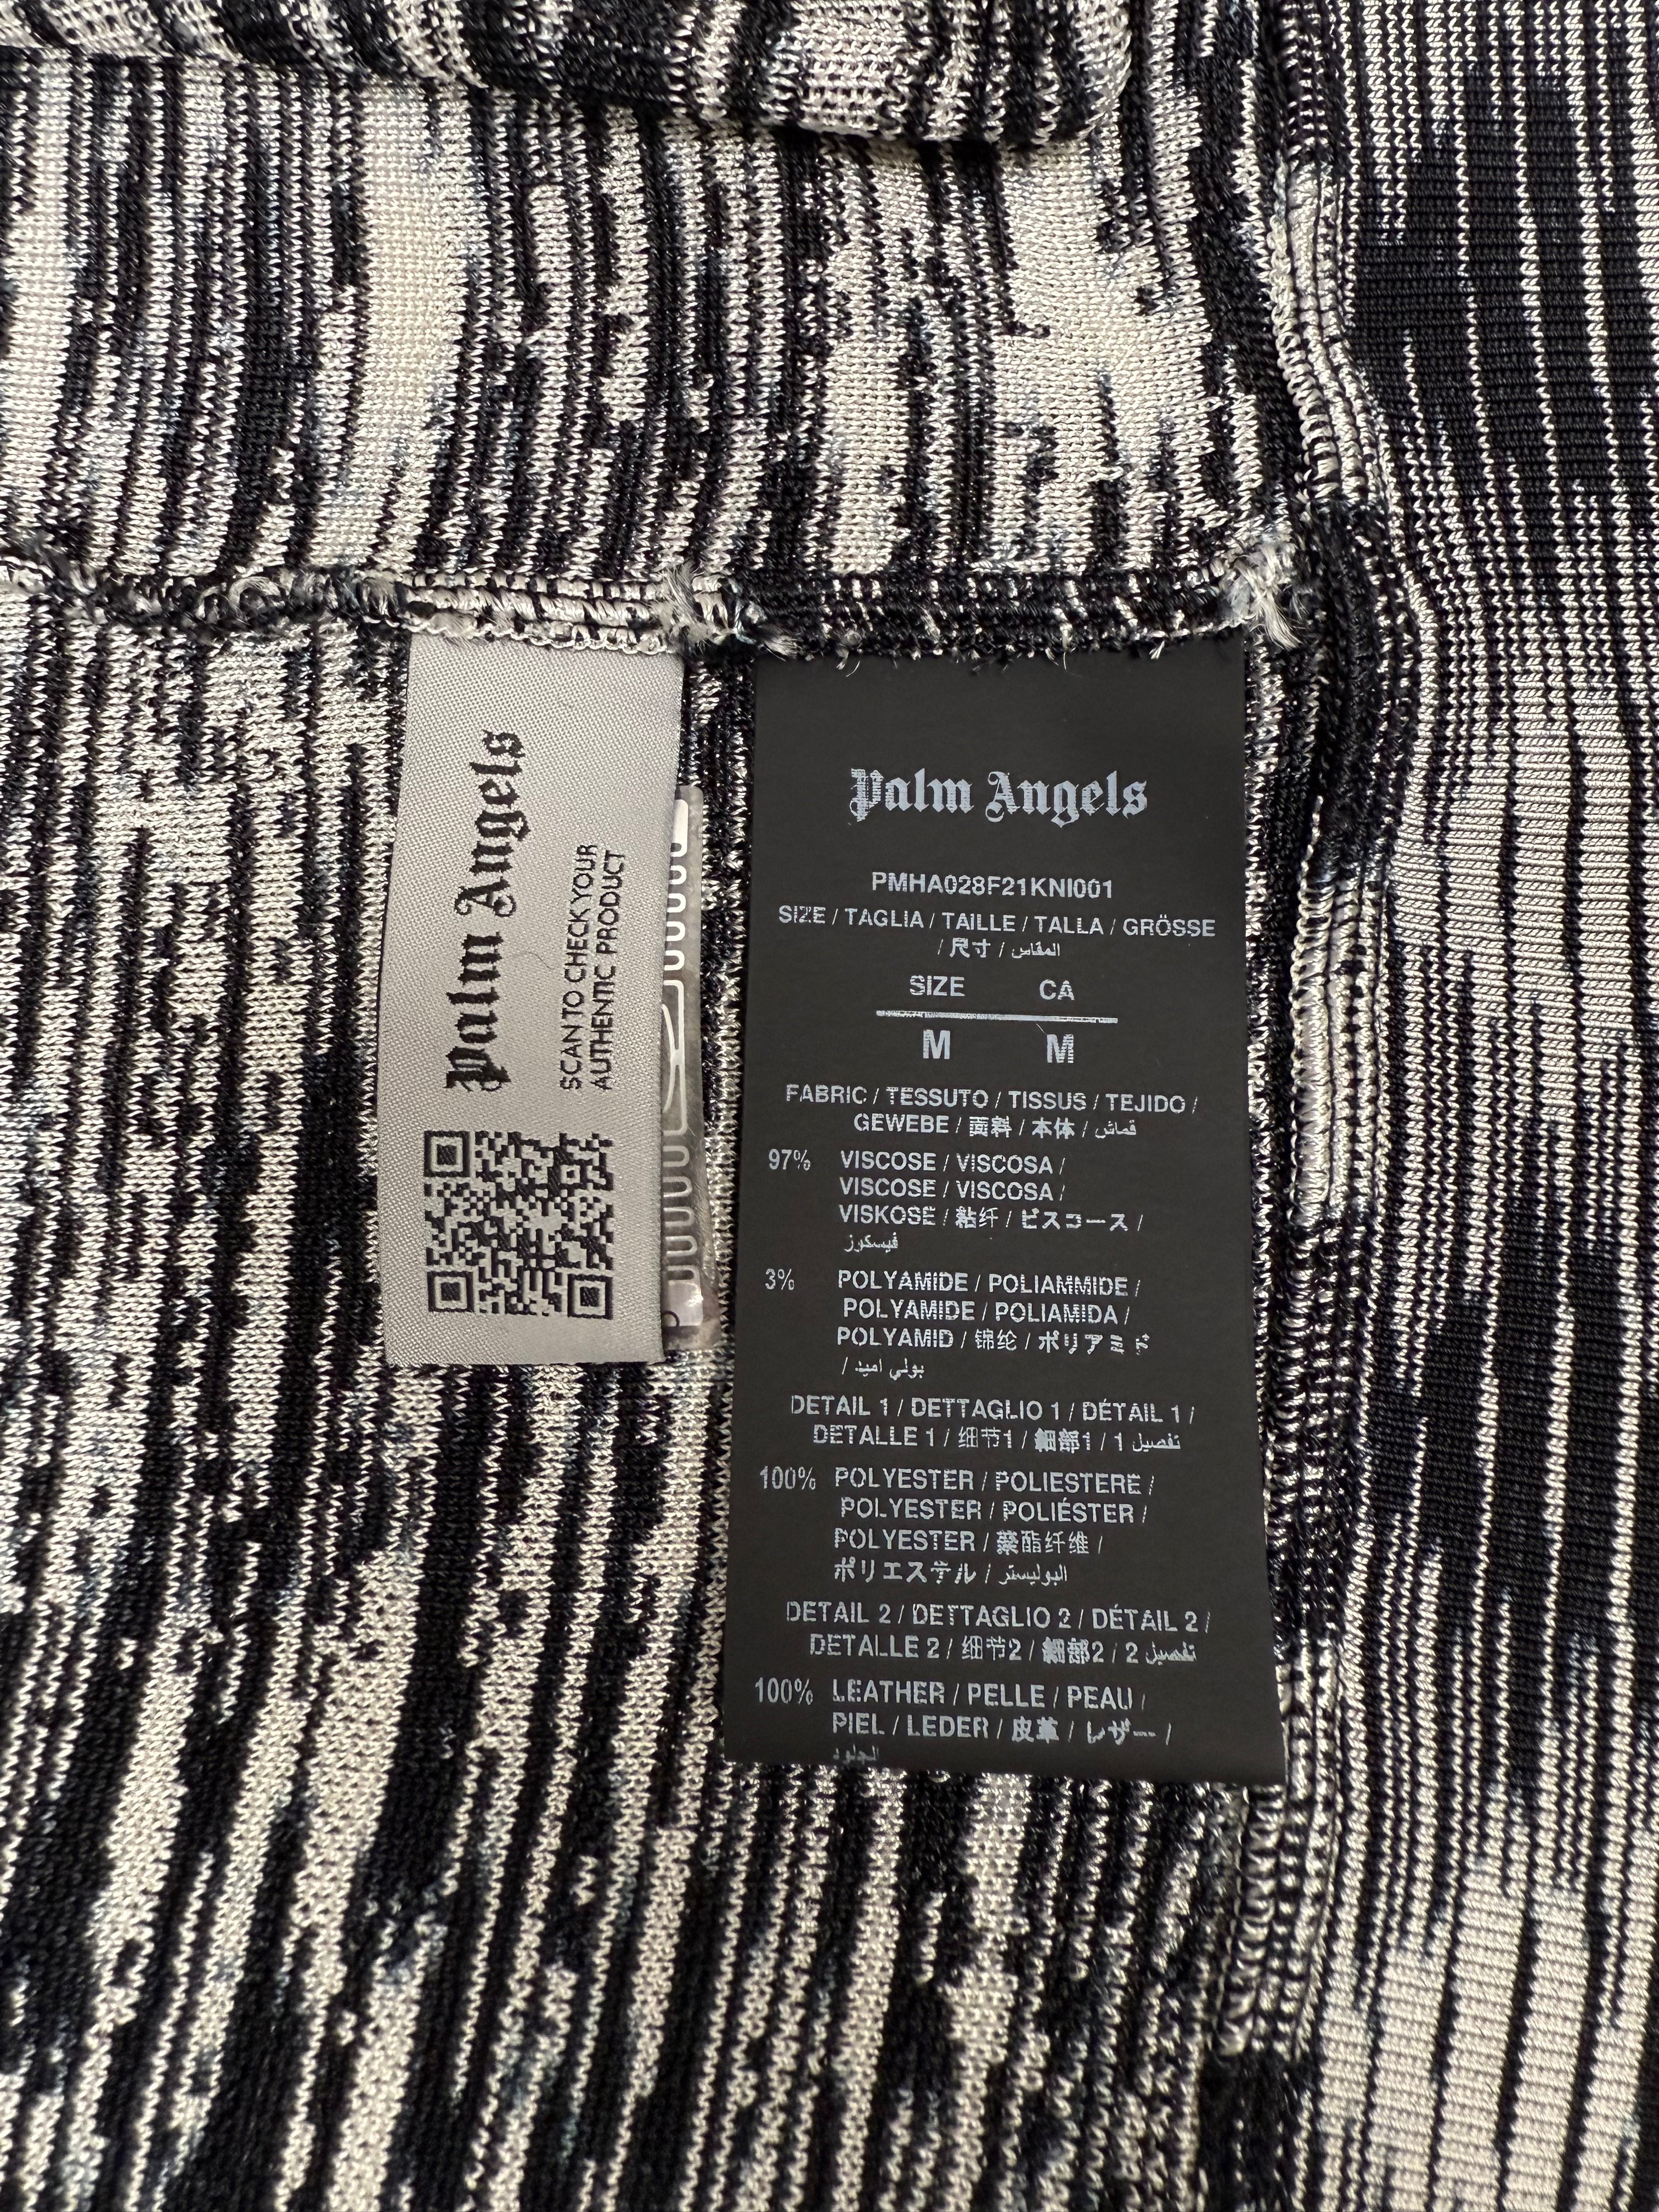 Palm Angels
SCAN TO CHECK YOUR
AUTHENTIC PRODUCT
Palm Angels
PMHA028F21KNI001
SIZE / TAGLIA / TAILLE / TALLA / GRÖSSE
/ 尺寸 / المقاس
SIZE CA
M M
FABRIC / TESSUTO / TISSUS / TEJIDO /
GEWEBE / 面料 / 本体 / قماش
97% VISCOSE / VISCOSA /
VISCOSE / VISCOSA /
VISKOSE / 粘纤 / ビスコース /
فيسكوز
3% POLYAMIDE / POLIAMMIDE /
POLYAMIDE / POLIAMIDA /
POLYAMID / 锦纶 / ポリアミド
/ بولي اميد
DETAIL 1 / DETTAGLIO 1 / DÉTAIL 1 /
DETALLE 1 / 细节1 / 細部1 / تفصيل 1
100% POLYESTER / POLIESTERE /
POLYESTER / POLIÉSTER /
POLYESTER / 聚酯纤维 /
ポリエステル / البوليستر
DETAIL 2 / DETTAGLIO 2 / DÉTAIL 2 /
DETALLE 2 / 细节2 / 細部2 / تفصيل 2
100% LEATHER / PELLE / PEAU /
PIEL / LEDER / 皮革 / レザー /
الجلود